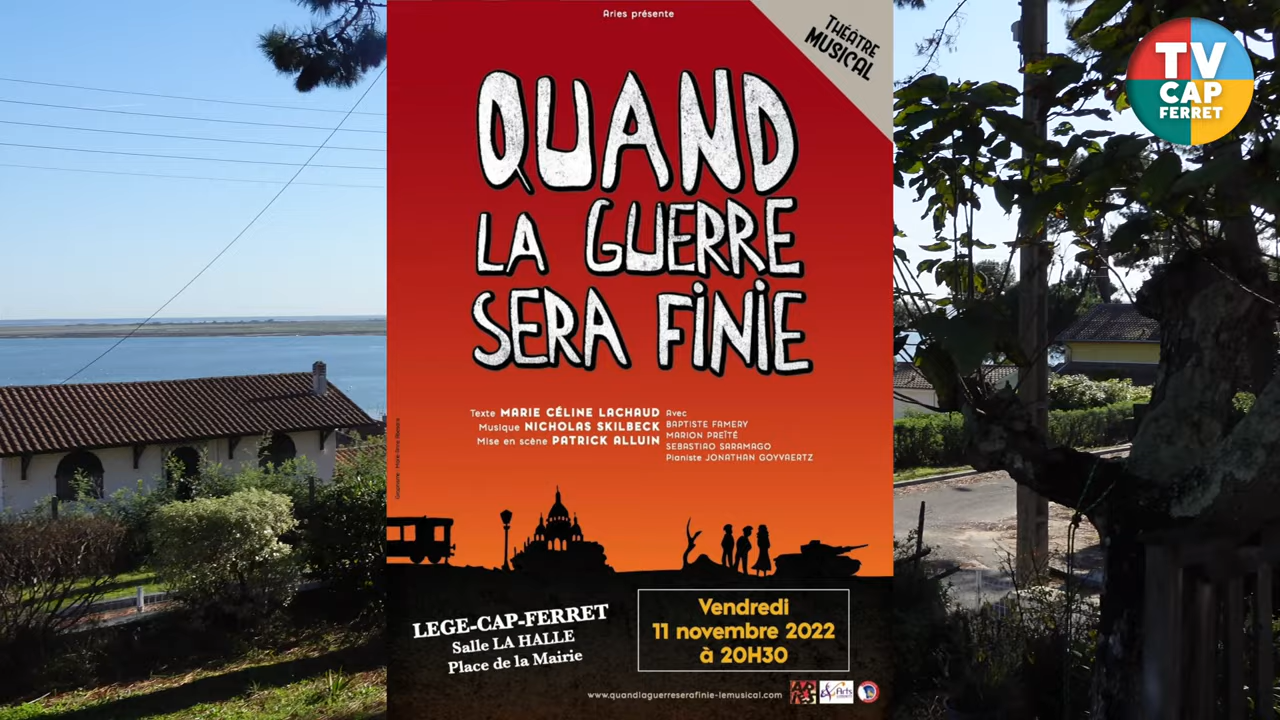 Aries présente
THÉÂTRE
MUSICAL
TV
CAP
FERRET
QUAND
LA GUERRE
SERA FiNiE
Texte MARIE CÉLINE LACHAUD
Musique NICHOLAS SKILBECK
Mise en scène PATRICK ALLUIN
Avec
BAPTISTE FAMERY
MARION PREÏTÉ
SEBASTIAO SARAMAGO
Pianiste JONATHAN GOYVAERTZ
LEGE-CAP-FERRET
Salle LA HALLE
Place de la Mairie
Vendredi
11 novembre 2022
à 20H30
www.quandlaguerreserafinie-lemusical.com